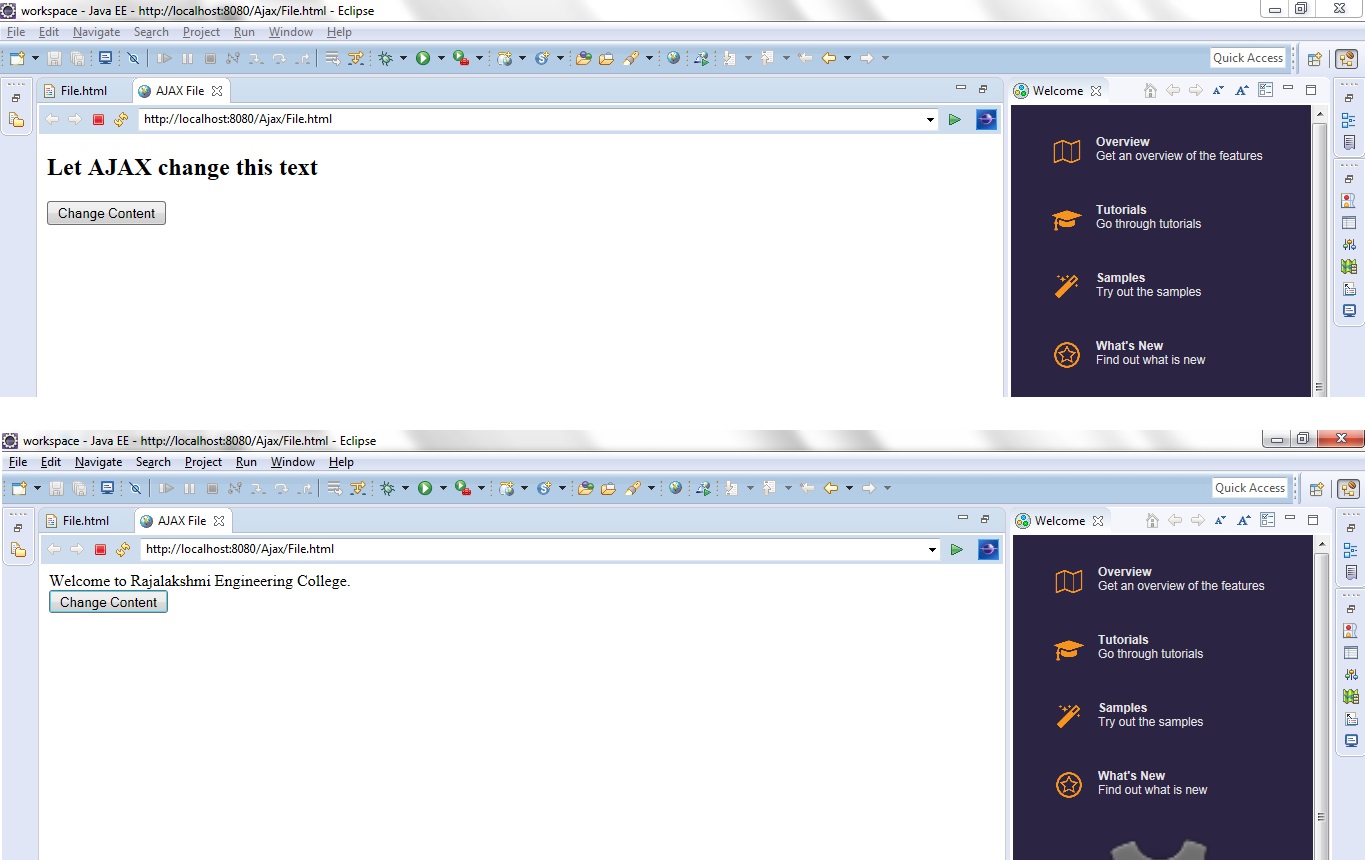 workspace - Java EE - http://localhost:8080/Ajax/File.html - Eclipse
File Edit Navigate Search Project Run Window Help
Quick Access
File.html AJAX File Welcome
http://localhost:8080/Ajax/File.html
Let AJAX change this text
Change Content
Overview
Get an overview of the features
Tutorials
Go through tutorials
Samples
Try out the samples
What's New
Find out what is new
workspace - Java EE - http://localhost:8080/Ajax/File.html - Eclipse
File Edit Navigate Search Project Run Window Help
Quick Access
File.html AJAX File Welcome
http://localhost:8080/Ajax/File.html
Welcome to Rajalakshmi Engineering College.
Change Content
Overview
Get an overview of the features
Tutorials
Go through tutorials
Samples
Try out the samples
What's New
Find out what is new